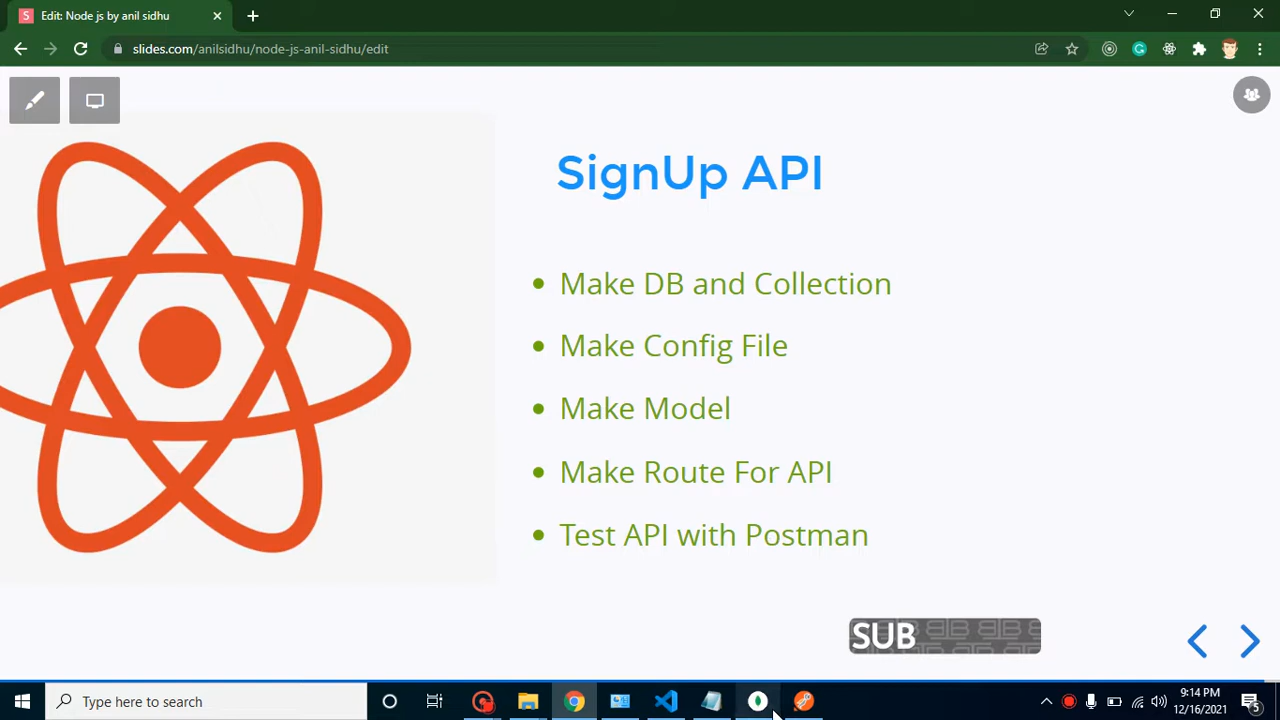 Edit: Node js by anil sidhu
slides.com/anilsidhu/node-js-anil-sidhu/edit
SignUp API
Make DB and Collection
Make Config File
Make Model
Make Route For API
Test API with Postman
SUB
Type here to search
9:14 PM
12/16/2021
5